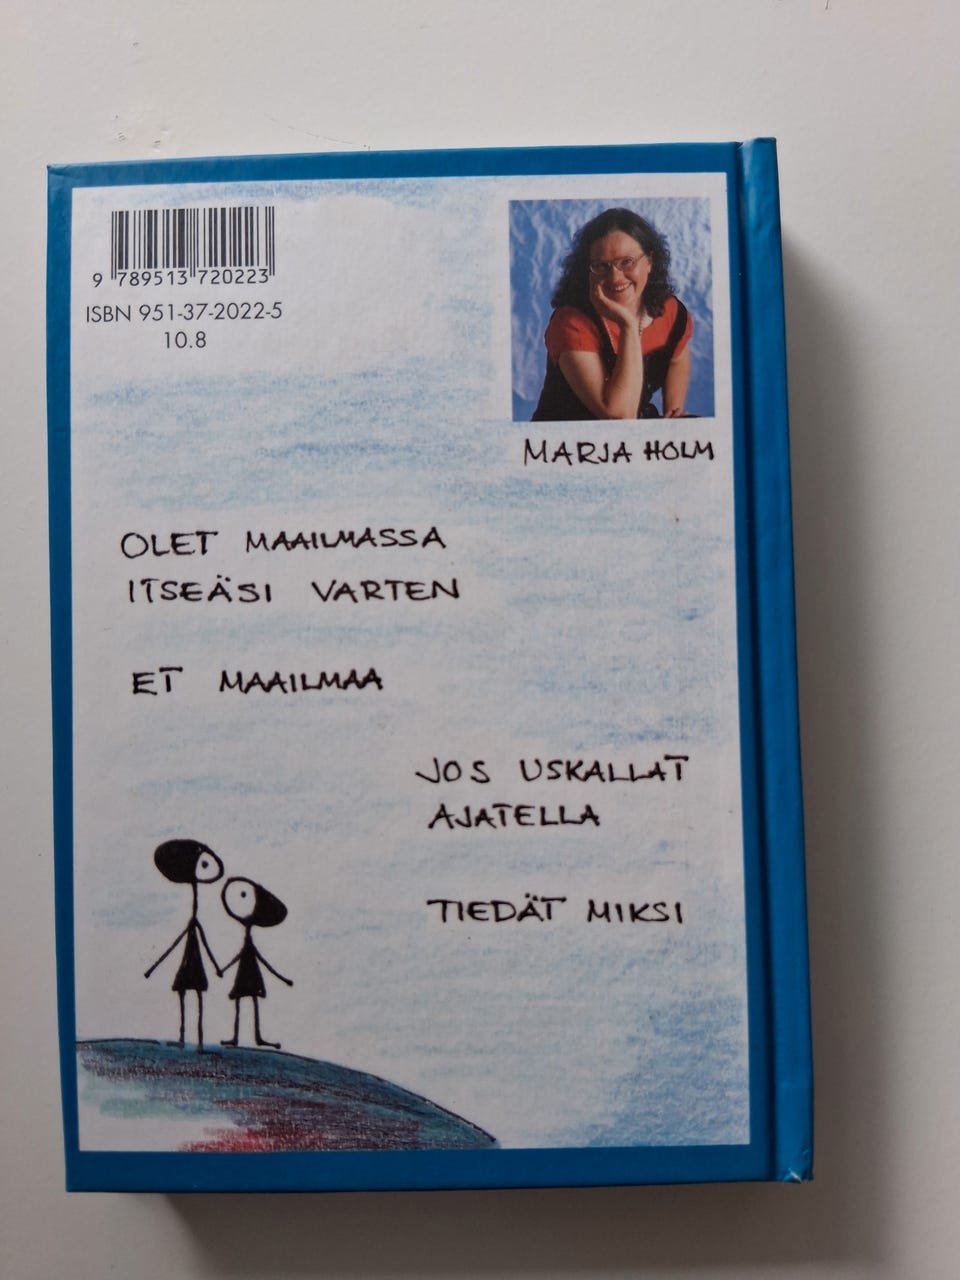 9 789513 720223
ISBN 951-37-2022-5
10.8
MARJA HOLM
OLET MAAILMASSA
ITSEÄSI VARTEN
ET MAAILMAA
JOS USKALLAT
AJATELLA
TIEDÄT MIKSI